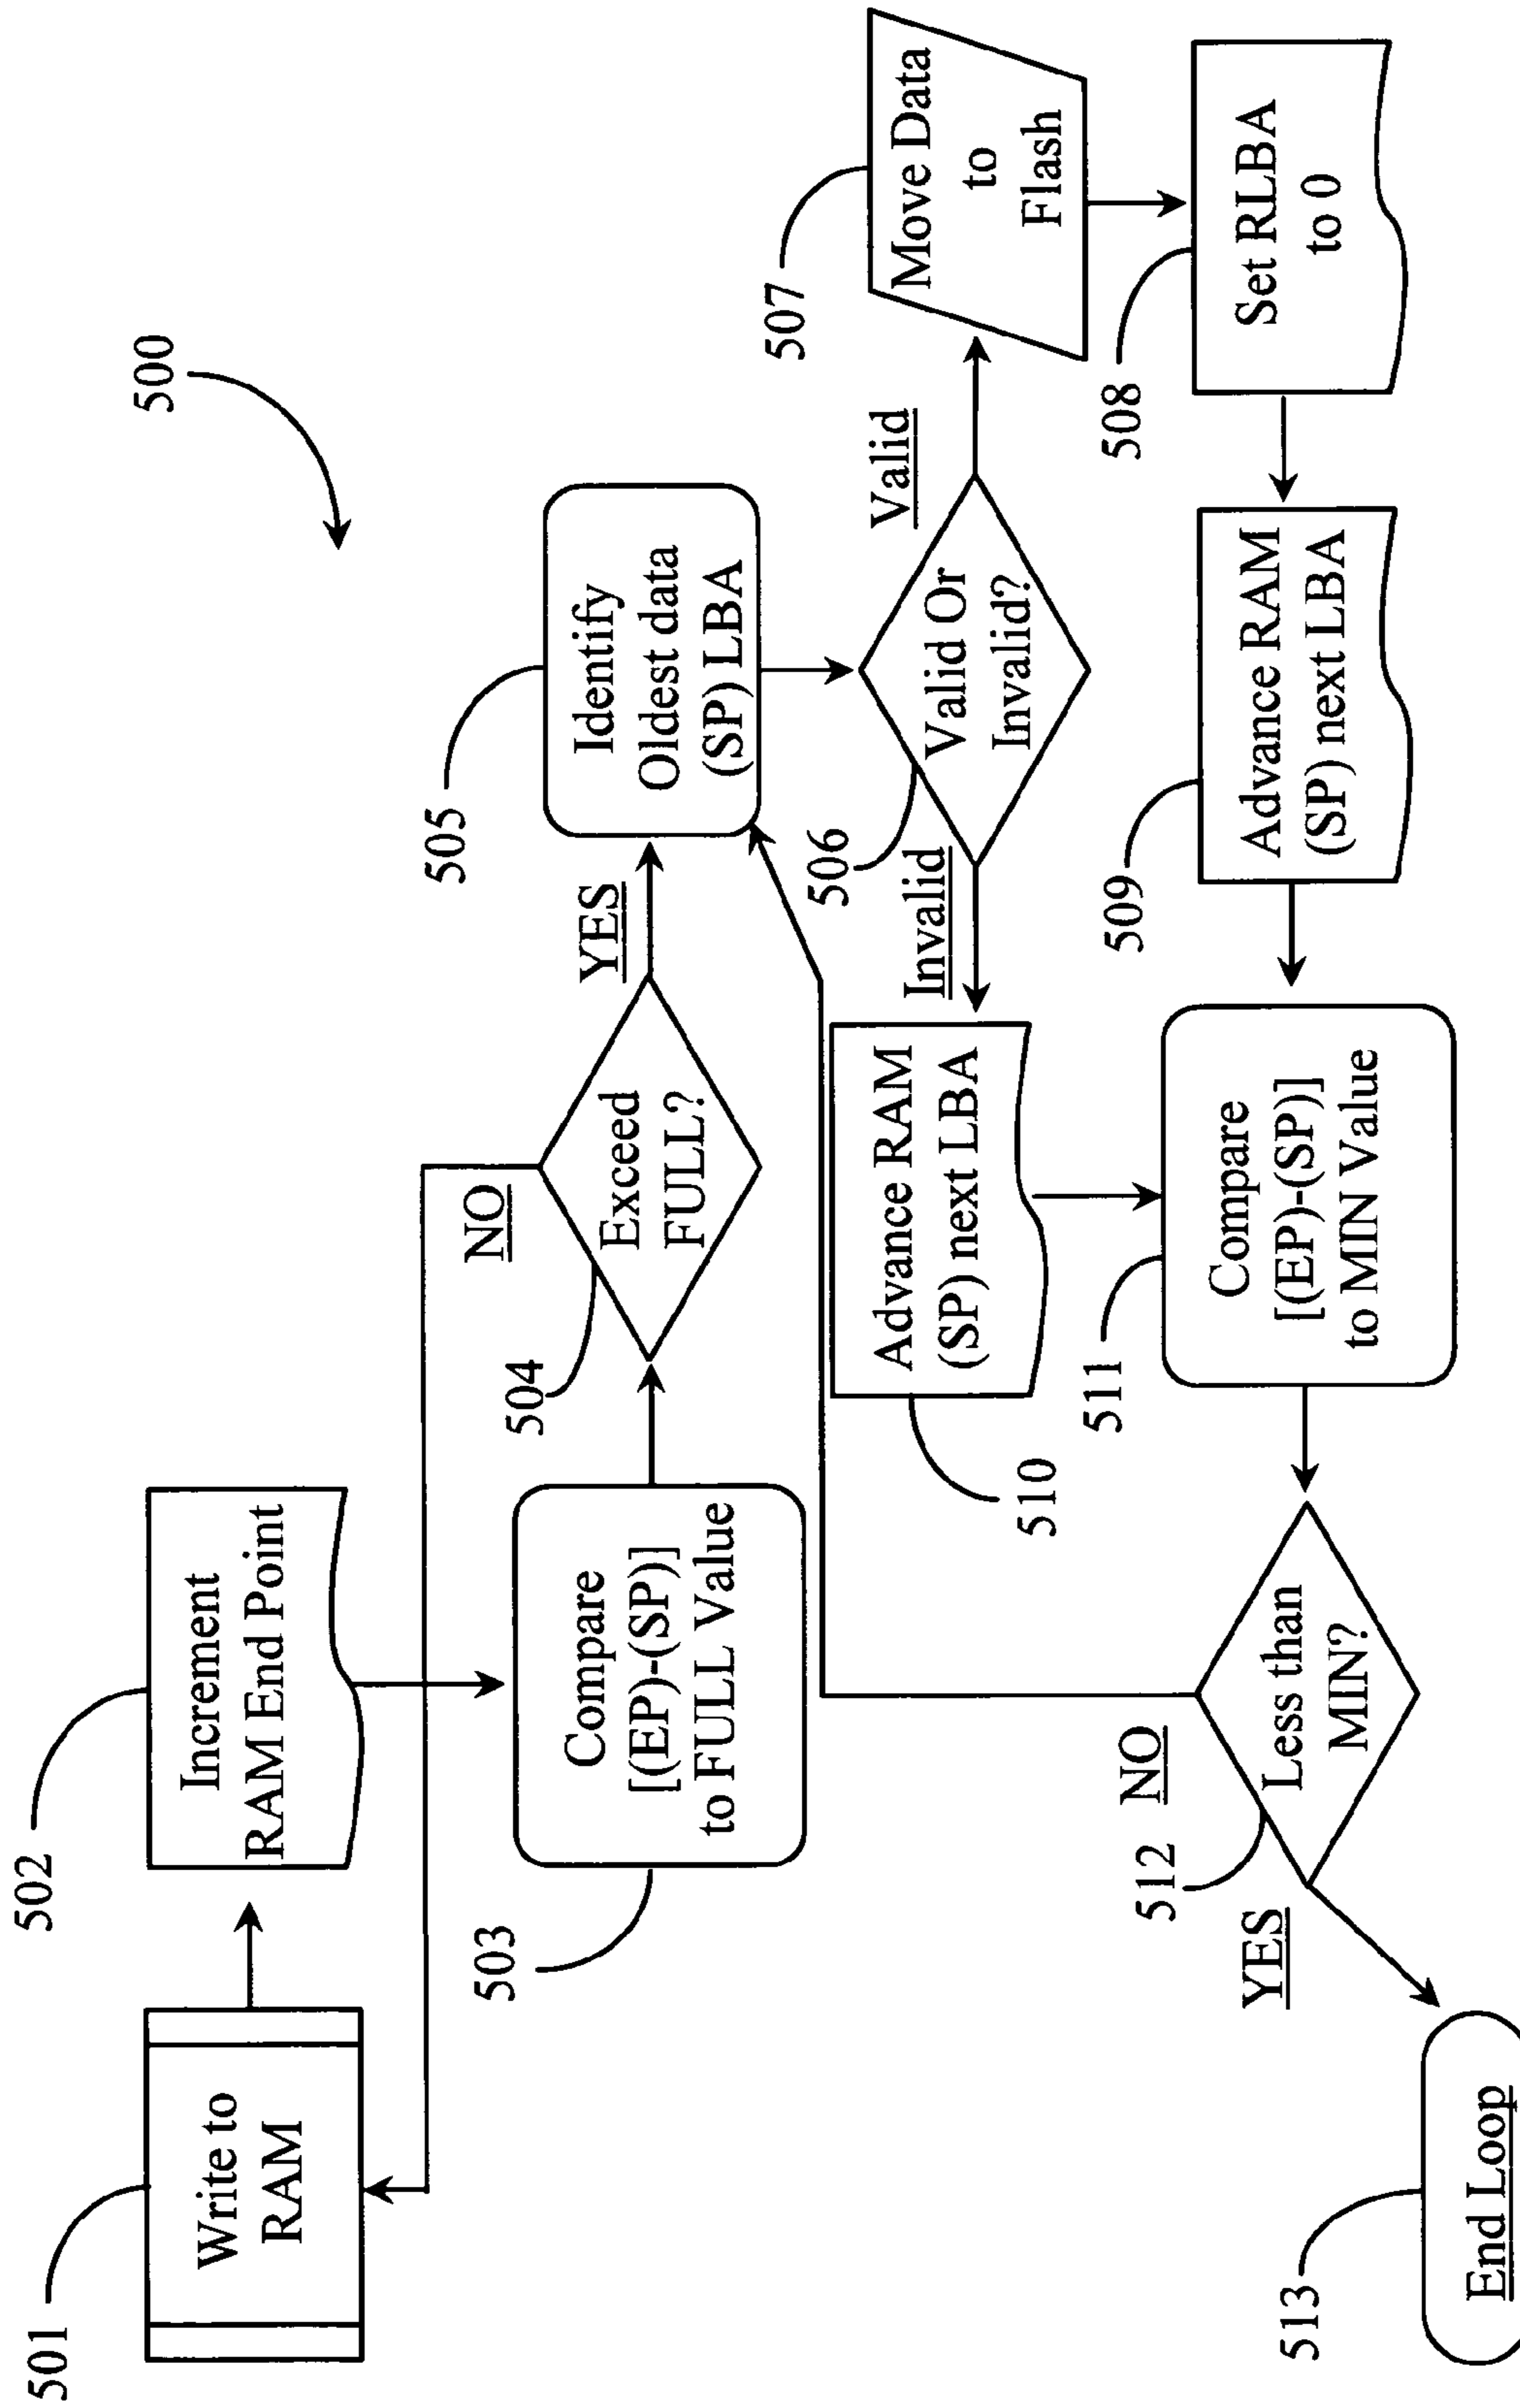 500
501
Write to
RAM
502
Increment
RAM End Point
503
Compare
[(EP)-(SP)]
to FULL Value
504
Exceed
FULL?
NO
YES
505
Identify
Oldest data
(SP) LBA
506
Valid Or
Invalid?
Valid
Invalid
507
Move Data
to
Flash
508
Set RLBA
to 0
509
Advance RAM
(SP) next LBA
510
Advance RAM
(SP) next LBA
511
Compare
[(EP)-(SP)]
to MIN Value
512
Less than
MIN?
NO
YES
513
End Loop